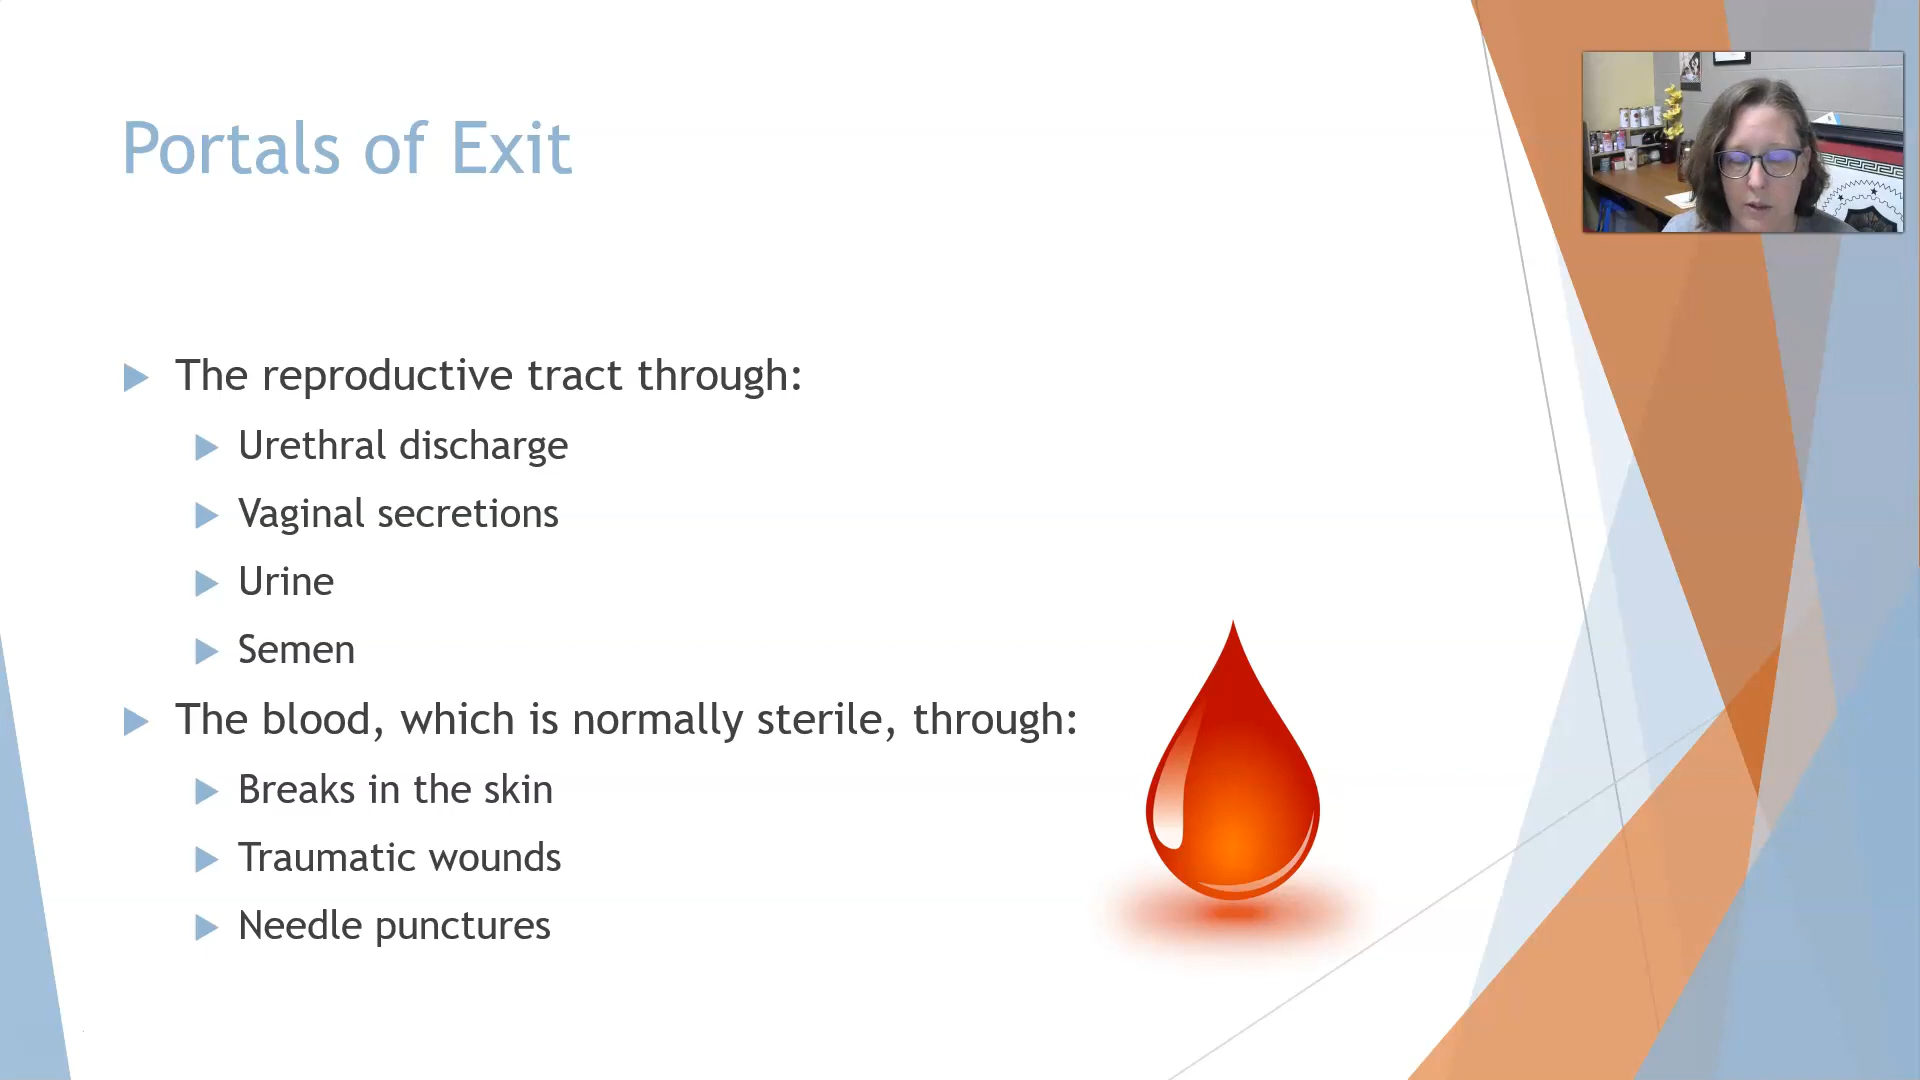 Portals of Exit
The reproductive tract through:
Urethral discharge
Vaginal secretions
Urine
Semen
The blood, which is normally sterile, through:
Breaks in the skin
Traumatic wounds
Needle punctures